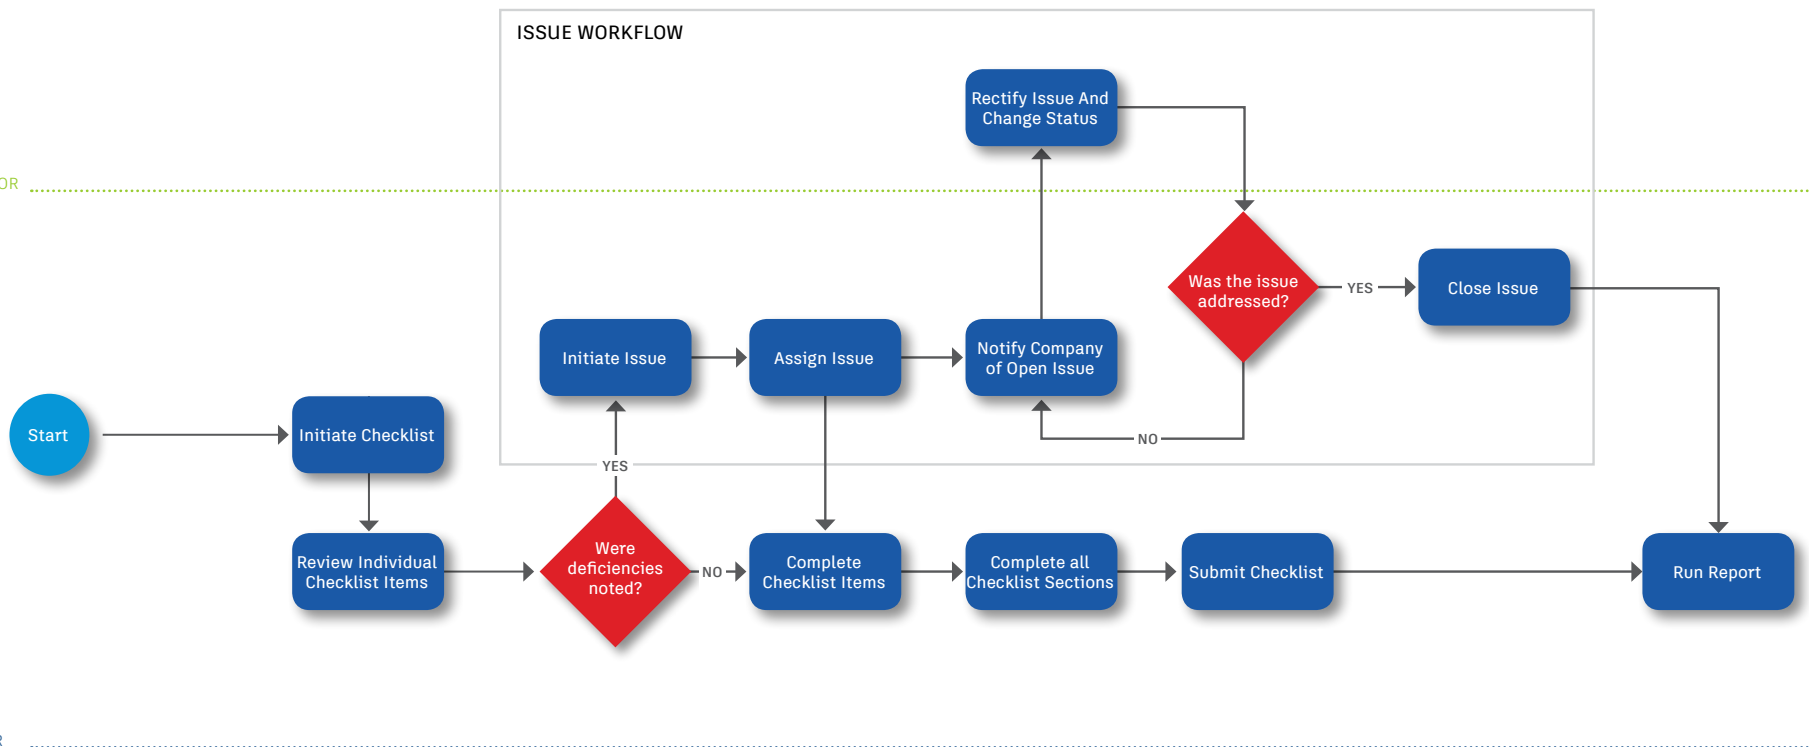 ISSUE WORKFLOW
Rectify Issue And
Change Status
OR
Was the issue
addressed?
YES
Close Issue
Initiate Issue
Assign Issue
Notify Company
of Open Issue
Start
Initiate Checklist
NO
YES
Review Individual
Checklist Items
Were
deficiencies
noted?
NO
Complete
Checklist Items
Complete all
Checklist Sections
Submit Checklist
Run Report
R